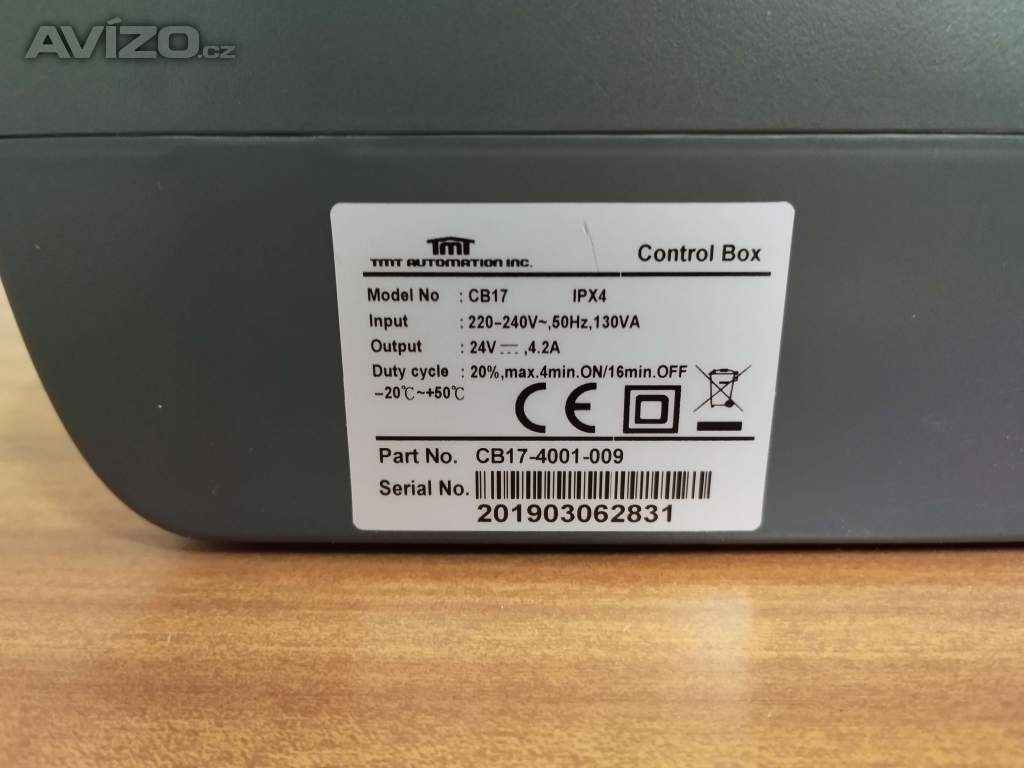 AVÍZO.cz
TMT
TMT AUTOMATION INC.
Control Box
Model No : CB17 IPX4
Input : 220-240V~,50Hz,130VA
Output : 24V⎓,4.2A
Duty cycle : 20%,max.4min.ON/16min.OFF
-20℃~+50℃
CE
Part No. CB17-4001-009
Serial No.
201903062831